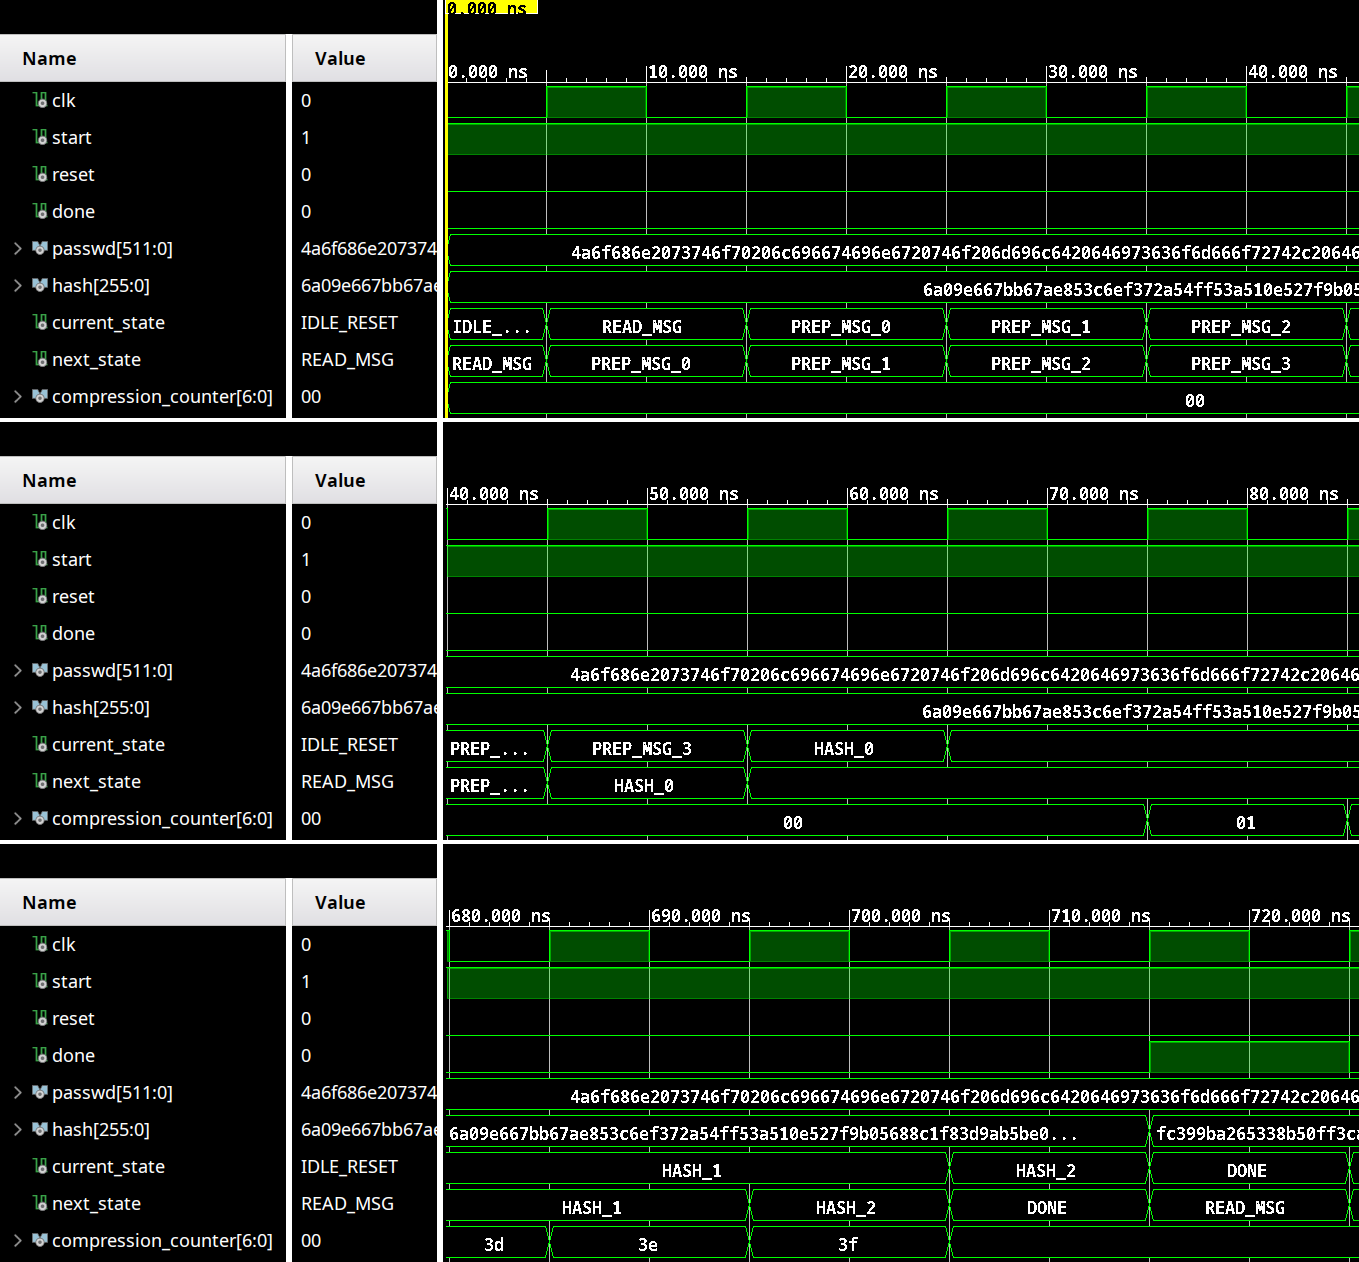 0.000 ns
Name Value 0.000 ns 10.000 ns 20.000 ns 30.000 ns 40.000 ns
clk 0
start 1
reset 0
done 0
passwd[511:0] 4a6f686e207374 4a6f686e2073746f70206c696674696e6720746f206d696c6420646973636f6d666f72742c20646
hash[255:0] 6a09e667bb67ae 6a09e667bb67ae853c6ef372a54ff53a510e527f9b05
current_state IDLE_RESET IDLE_... READ_MSG PREP_MSG_0 PREP_MSG_1 PREP_MSG_2
next_state READ_MSG READ_MSG PREP_MSG_0 PREP_MSG_1 PREP_MSG_2 PREP_MSG_3
compression_counter[6:0] 00 00
Name Value 40.000 ns 50.000 ns 60.000 ns 70.000 ns 80.000 ns
clk 0
start 1
reset 0
done 0
passwd[511:0] 4a6f686e207374 4a6f686e2073746f70206c696674696e6720746f206d696c6420646973636f6d666f72742c20646
hash[255:0] 6a09e667bb67ae 6a09e667bb67ae853c6ef372a54ff53a510e527f9b05
current_state IDLE_RESET PREP_... PREP_MSG_3 HASH_0
next_state READ_MSG PREP_... HASH_0
compression_counter[6:0] 00 00 01
Name Value 680.000 ns 690.000 ns 700.000 ns 710.000 ns 720.000 ns
clk 0
start 1
reset 0
done 0
passwd[511:0] 4a6f686e207374 4a6f686e2073746f70206c696674696e6720746f206d696c6420646973636f6d666f72742c20646
hash[255:0] 6a09e667bb67ae 6a09e667bb67ae853c6ef372a54ff53a510e527f9b05688c1f83d9ab5be0... fc399ba265338b50ff3ca
current_state IDLE_RESET HASH_1 HASH_2 DONE
next_state READ_MSG HASH_1 HASH_2 DONE READ_MSG
compression_counter[6:0] 00 3d 3e 3f